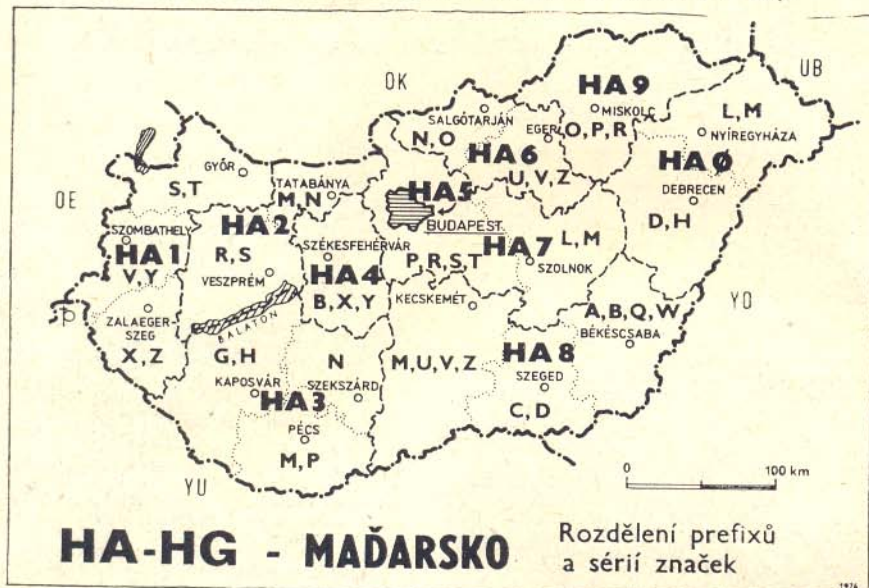 OK
UB
HA9
MISKOLC
L, M
NYÍREGYHÁZA
SALGÓTARJÁN
N, O
EGER
O, P, R
HA6
U, V, Z
HAØ
DEBRECEN
D, H
GYŐR
S, T
TATABÁNYA
M, N
HA5
BUDAPEST
OE
SZOMBATHELY
HA1
V, Y
HA2
R, S
VESZPRÉM
SZÉKESFEHÉRVÁR
HA4
B, X, Y
P, R, S, T
HA7
L, M
SZOLNOK
KECSKEMÉT
YO
ZALAEGER-
SZEG
X, Z
BALATON
G, H
KAPOSVÁR
N
SZEKSZÁRD
HA3
PÉCS
M, P
M, U, V, Z
A, B, Q, W
BÉKÉSCSABA
HA8
SZEGED
C, D
YU
0
100 km
HA-HG - MAĎARSKO
Rozdělení prefixů
a sérií značek
1976